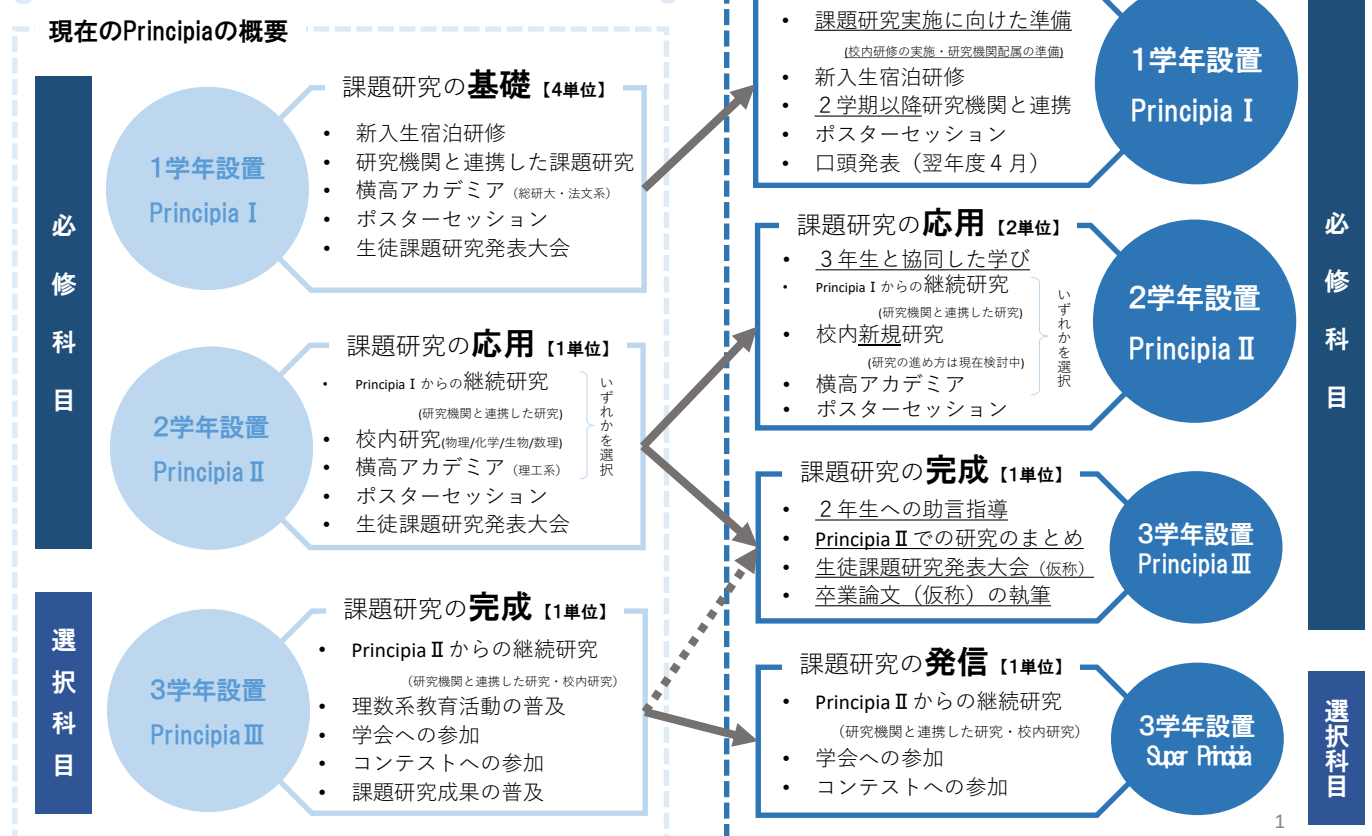 現在のPrincipiaの概要
必修科目
1学年設置
Principia Ⅰ
課題研究の基礎【4単位】
• 新入生宿泊研修
• 研究機関と連携した課題研究
• 横高アカデミア（総研大・法文系）
• ポスターセッション
• 生徒課題研究発表大会
2学年設置
Principia Ⅱ
課題研究の応用【1単位】
• Principia Ⅰ からの継続研究
(研究機関と連携した研究)
• 校内研究(物理/化学/生物/数理)
• 横高アカデミア（理工系）
いずれかを選択
• ポスターセッション
• 生徒課題研究発表大会
選択科目
3学年設置
Principia Ⅲ
課題研究の完成【1単位】
• Principia Ⅱ からの継続研究
（研究機関と連携した研究・校内研究）
• 理数系教育活動の普及
• 学会への参加
• コンテストへの参加
• 課題研究成果の普及
• 課題研究実施に向けた準備
(校内研修の実施・研究機関配属の準備)
• 新入生宿泊研修
• ２学期以降研究機関と連携
• ポスターセッション
• 口頭発表（翌年度４月）
1学年設置
Principia Ⅰ
必修科目
課題研究の応用【2単位】
• ３年生と協同した学び
• Principia Ⅰ からの継続研究
(研究機関と連携した研究)
• 校内新規研究
(研究の進め方は現在検討中)
• 横高アカデミア
いずれかを選択
• ポスターセッション
2学年設置
Principia Ⅱ
課題研究の完成【1単位】
• ２年生への助言指導
• Principia Ⅱ での研究のまとめ
• 生徒課題研究発表大会（仮称）
• 卒業論文（仮称）の執筆
3学年設置
Principia Ⅲ
課題研究の発信【1単位】
• Principia Ⅱ からの継続研究
（研究機関と連携した研究・校内研究）
• 学会への参加
• コンテストへの参加
3学年設置
Super Principia
選択科目
1